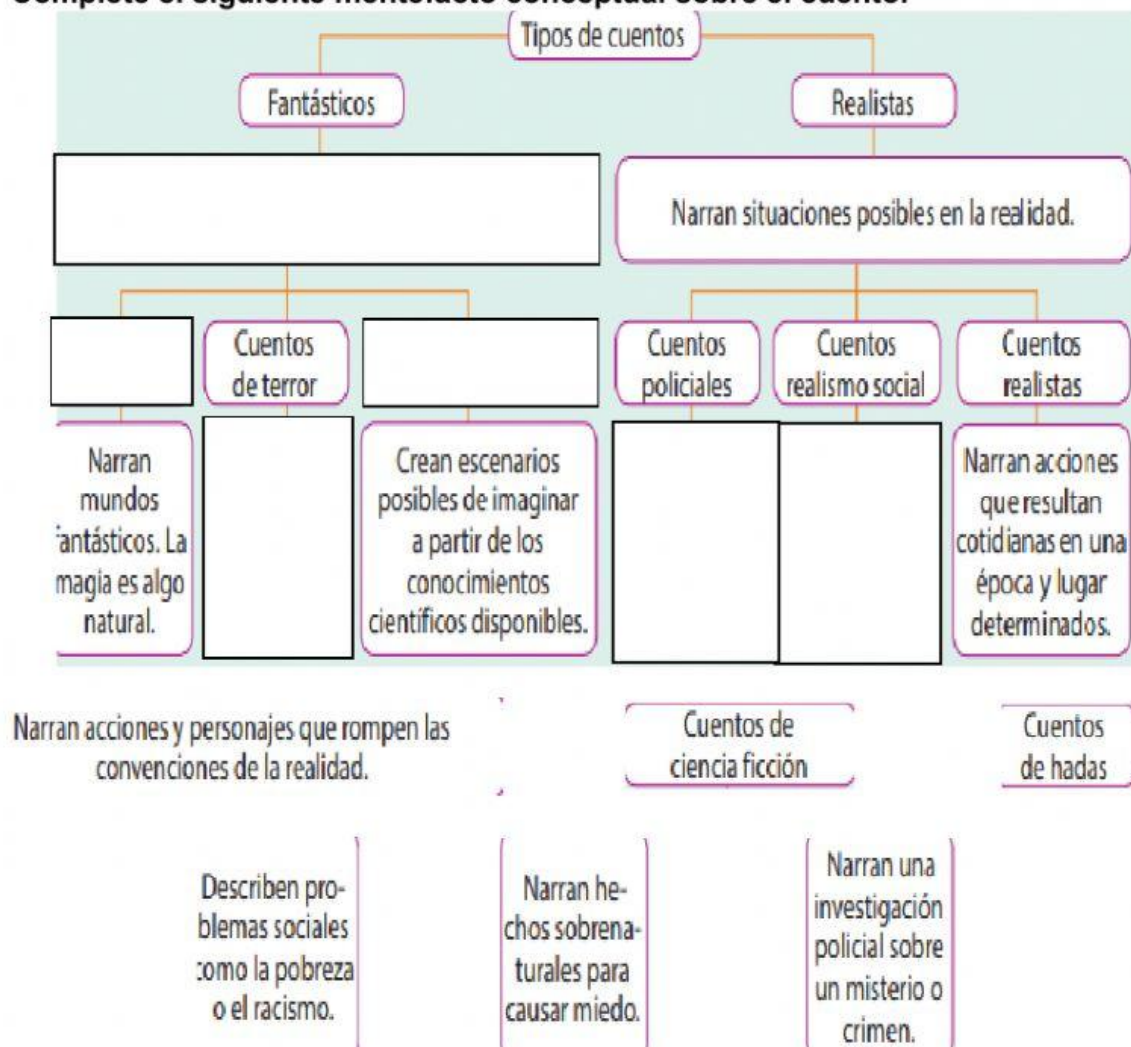 Complete el siguiente mentefacto conceptual sobre el cuento.
Tipos de cuentos
Fantásticos
Realistas
Narran situaciones posibles en la realidad.
Cuentos
de terror
Cuentos
policiales
Cuentos
realismo social
Cuentos
realistas
Narran
mundos
fantásticos. La
magia es algo
natural.
Crean escenarios
posibles de imaginar
a partir de los
conocimientos
científicos disponibles.
Narran acciones
que resultan
cotidianas en una
época y lugar
determinados.
Narran acciones y personajes que rompen las
convenciones de la realidad.
Cuentos de
ciencia ficción
Cuentos
de hadas
Describen pro-
blemas sociales
como la pobreza
o el racismo.
Narran he-
chos sobrena-
turales para
causar miedo.
Narran una
investigación
policial sobre
un misterio o
crimen.